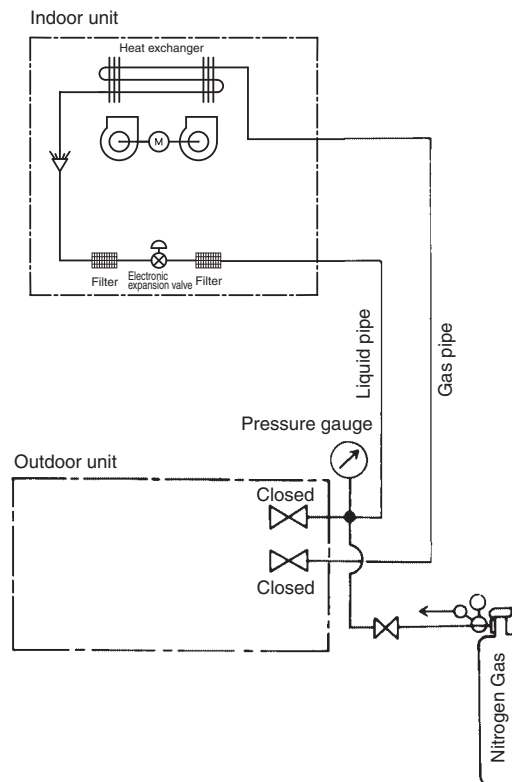 Indoor unit
Heat exchanger
M
Filter
Electronic
expansion valve
Filter
Liquid pipe
Gas pipe
Pressure gauge
Outdoor unit
Closed
Closed
Nitrogen Gas